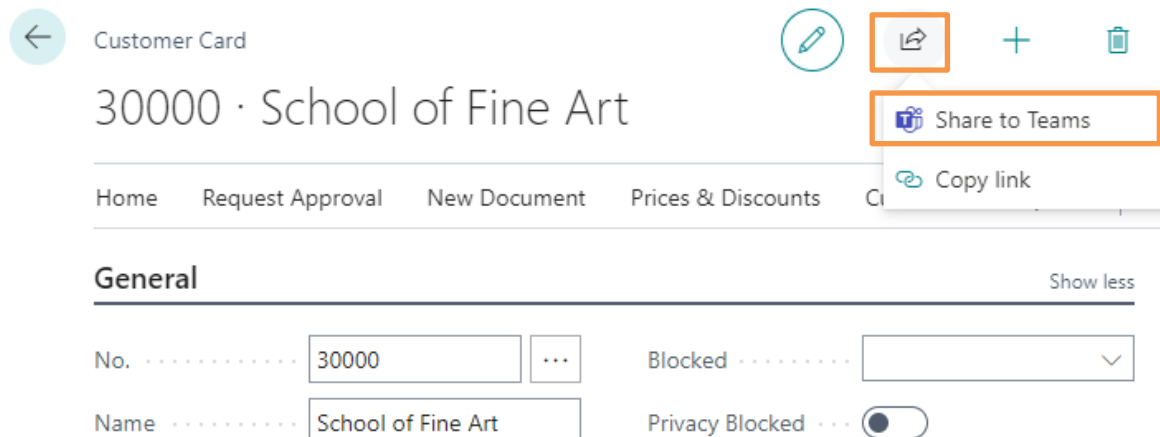 Customer Card
30000 · School of Fine Art
Share to Teams
Copy link
Home Request Approval New Document Prices & Discounts
General Show less
No. 30000 ... Blocked
Name School of Fine Art Privacy Blocked